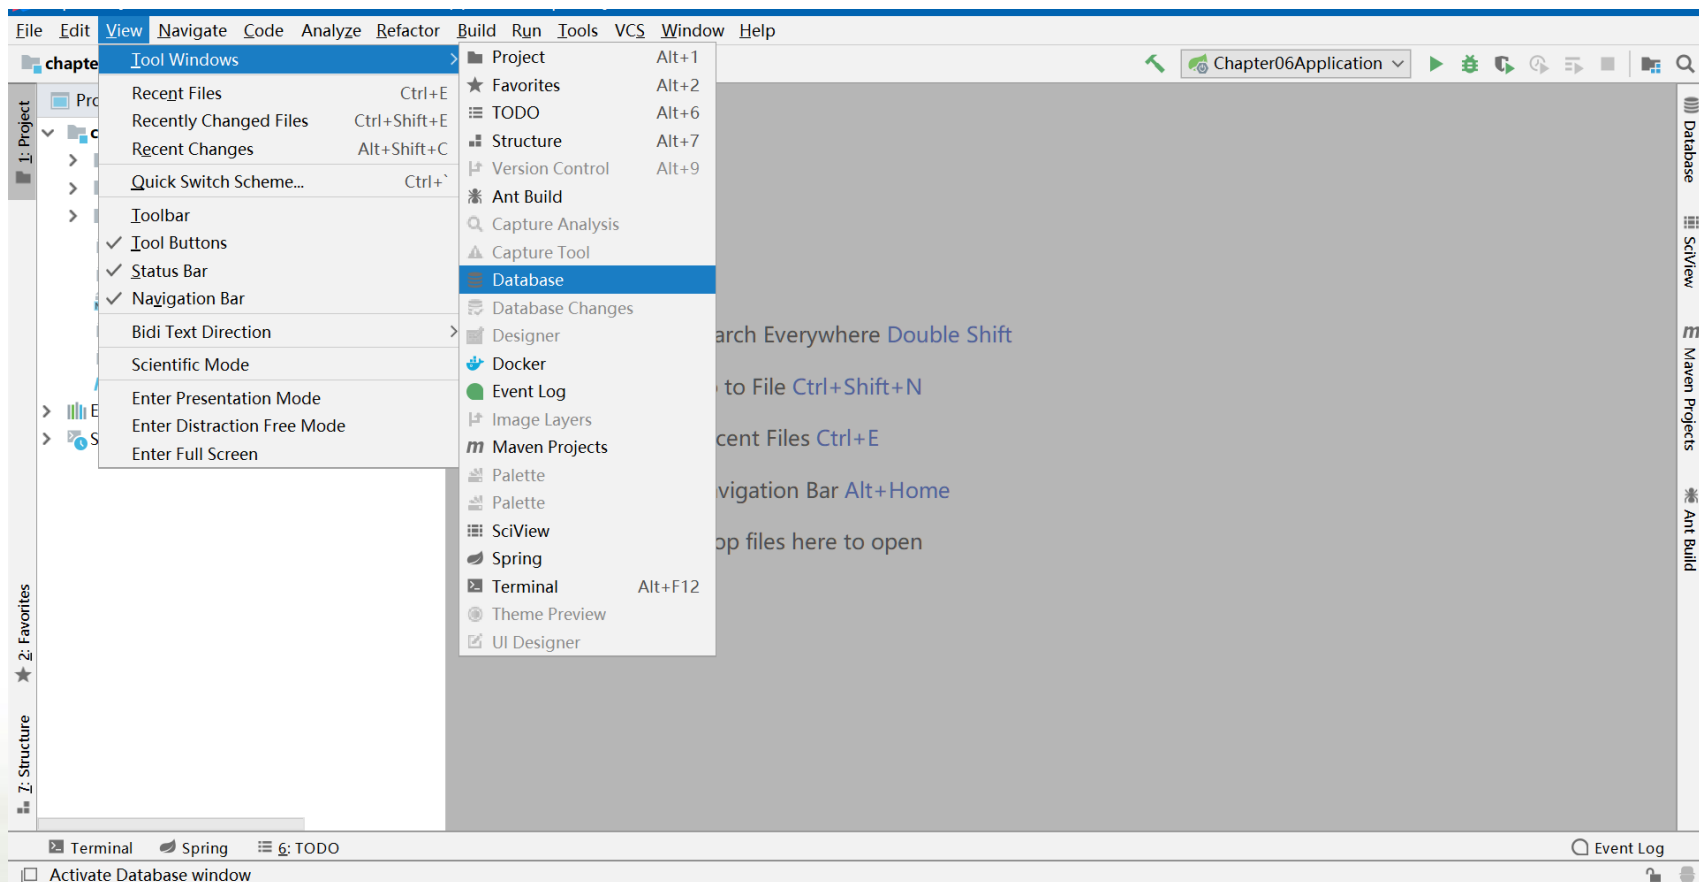 File Edit View Navigate Code Analyze Refactor Build Run Tools VCS Window Help
chapte
Chapter06Application
1: Project
Pro
Tool Windows
Recent Files Ctrl+E
Recently Changed Files Ctrl+Shift+E
Recent Changes Alt+Shift+C
Quick Switch Scheme... Ctrl+`
Toolbar
Tool Buttons
Status Bar
Navigation Bar
Bidi Text Direction
Scientific Mode
Enter Presentation Mode
Enter Distraction Free Mode
Enter Full Screen
Project Alt+1
Favorites Alt+2
TODO Alt+6
Structure Alt+7
Version Control Alt+9
Ant Build
Capture Analysis
Capture Tool
Database
Database Changes
Designer
Docker
Event Log
Image Layers
Maven Projects
Palette
Palette
SciView
Spring
Terminal Alt+F12
Theme Preview
UI Designer
arch Everywhere Double Shift
to File Ctrl+Shift+N
cent Files Ctrl+E
vigation Bar Alt+Home
op files here to open
Database
SciView
Maven Projects
Ant Build
2: Favorites
7: Structure
Terminal Spring 6: TODO Event Log
Activate Database window